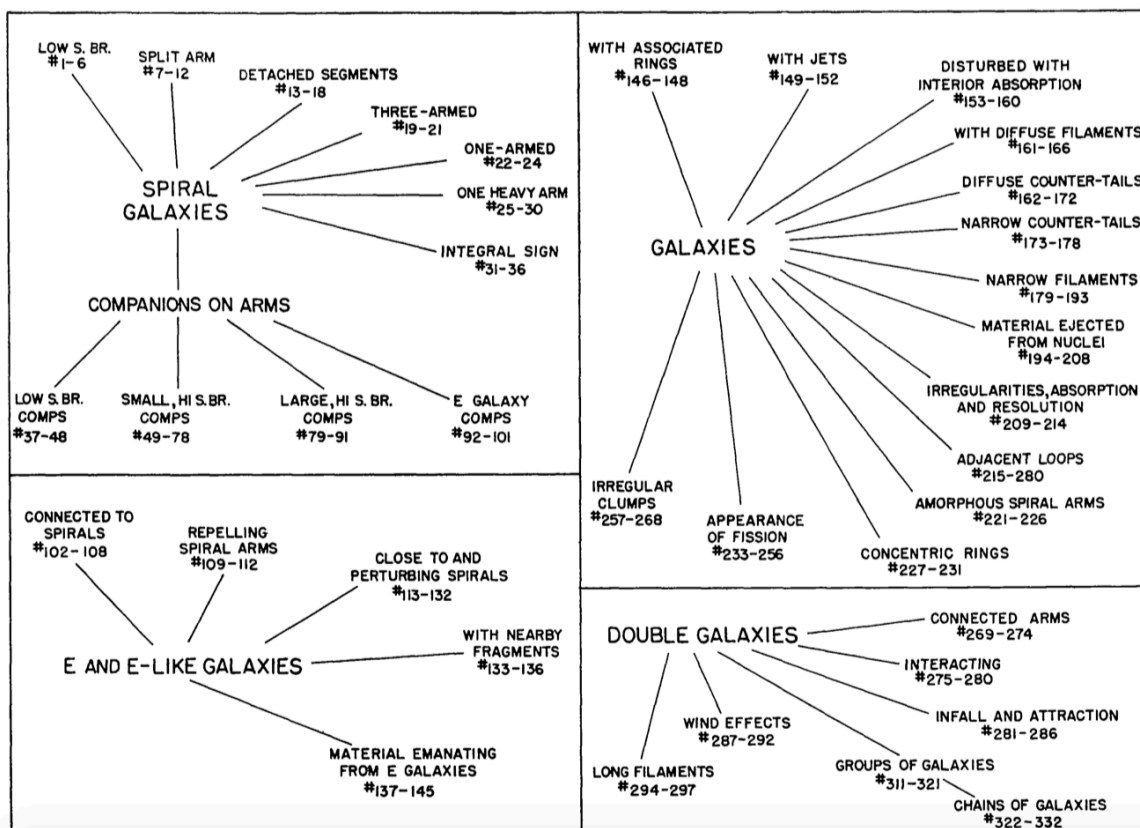 LOW S. BR.
#1-6
SPLIT ARM
#7-12
DETACHED SEGMENTS
#13-18
THREE-ARMED
#19-21
ONE-ARMED
#22-24
ONE HEAVY ARM
#25-30
INTEGRAL SIGN
#31-36
SPIRAL
GALAXIES
COMPANIONS ON ARMS
LOW S. BR.
COMPS
#37-48
SMALL, HI S. BR.
COMPS
#49-78
LARGE, HI S. BR.
COMPS
#79-91
E GALAXY
COMPS
#92-101
WITH ASSOCIATED
RINGS
#146-148
WITH JETS
#149-152
DISTURBED WITH
INTERIOR ABSORPTION
#153-160
WITH DIFFUSE FILAMENTS
#161-166
DIFFUSE COUNTER-TAILS
#162-172
NARROW COUNTER-TAILS
#173-178
GALAXIES
NARROW FILAMENTS
#179-193
MATERIAL EJECTED
FROM NUCLEI
#194-208
IRREGULARITIES, ABSORPTION
AND RESOLUTION
#209-214
ADJACENT LOOPS
#215-280
AMORPHOUS SPIRAL ARMS
#221-226
CONCENTRIC RINGS
#227-231
APPEARANCE
OF FISSION
#233-256
IRREGULAR
CLUMPS
#257-268
CONNECTED TO
SPIRALS
#102-108
REPELLING
SPIRAL ARMS
#109-112
CLOSE TO AND
PERTURBING SPIRALS
#113-132
WITH NEARBY
FRAGMENTS
#133-136
E AND E-LIKE GALAXIES
MATERIAL EMANATING
FROM E GALAXIES
#137-145
DOUBLE GALAXIES
CONNECTED ARMS
#269-274
INTERACTING
#275-280
INFALL AND ATTRACTION
#281-286
WIND EFFECTS
#287-292
LONG FILAMENTS
#294-297
GROUPS OF GALAXIES
#311-321
CHAINS OF GALAXIES
#322-332